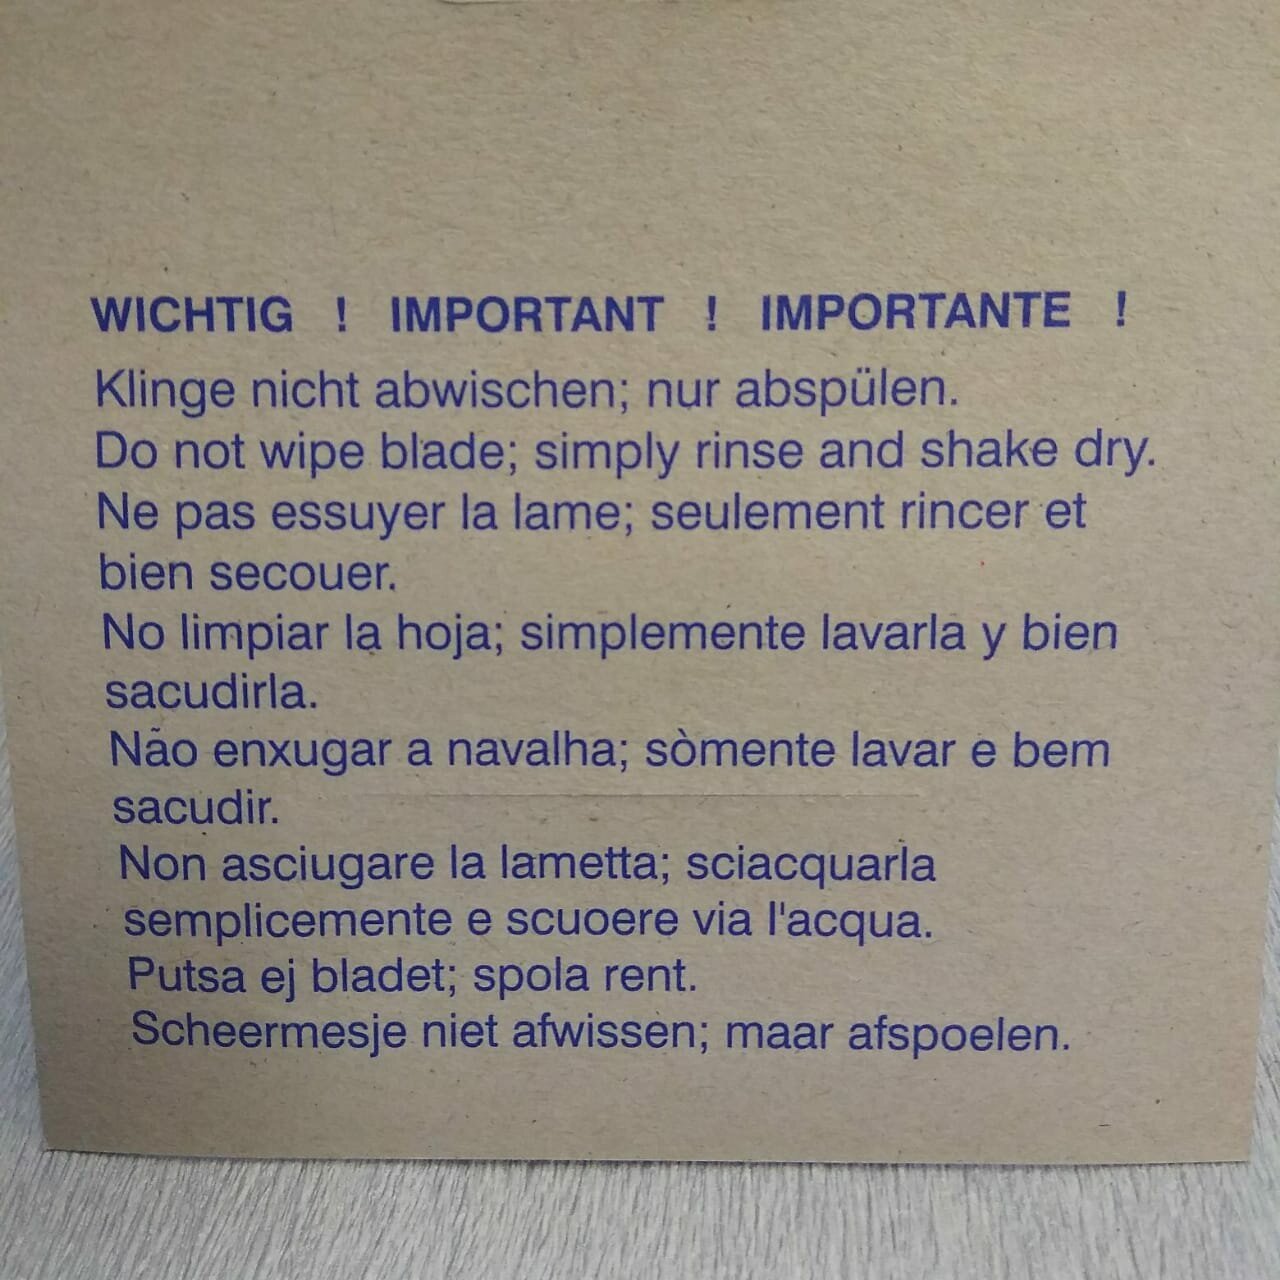 WICHTIG ! IMPORTANT ! IMPORTANTE !
Klinge nicht abwischen; nur abspülen.
Do not wipe blade; simply rinse and shake dry.
Ne pas essuyer la lame; seulement rincer et
bien secouer.
No limpiar la hoja; simplemente lavarla y bien
sacudirla.
Não enxugar a navalha; sòmente lavar e bem
sacudir.
Non asciugare la lametta; sciacquarla
semplicemente e scuoere via l'acqua.
Putsa ej bladet; spola rent.
Scheermesje niet afwissen; maar afspoelen.